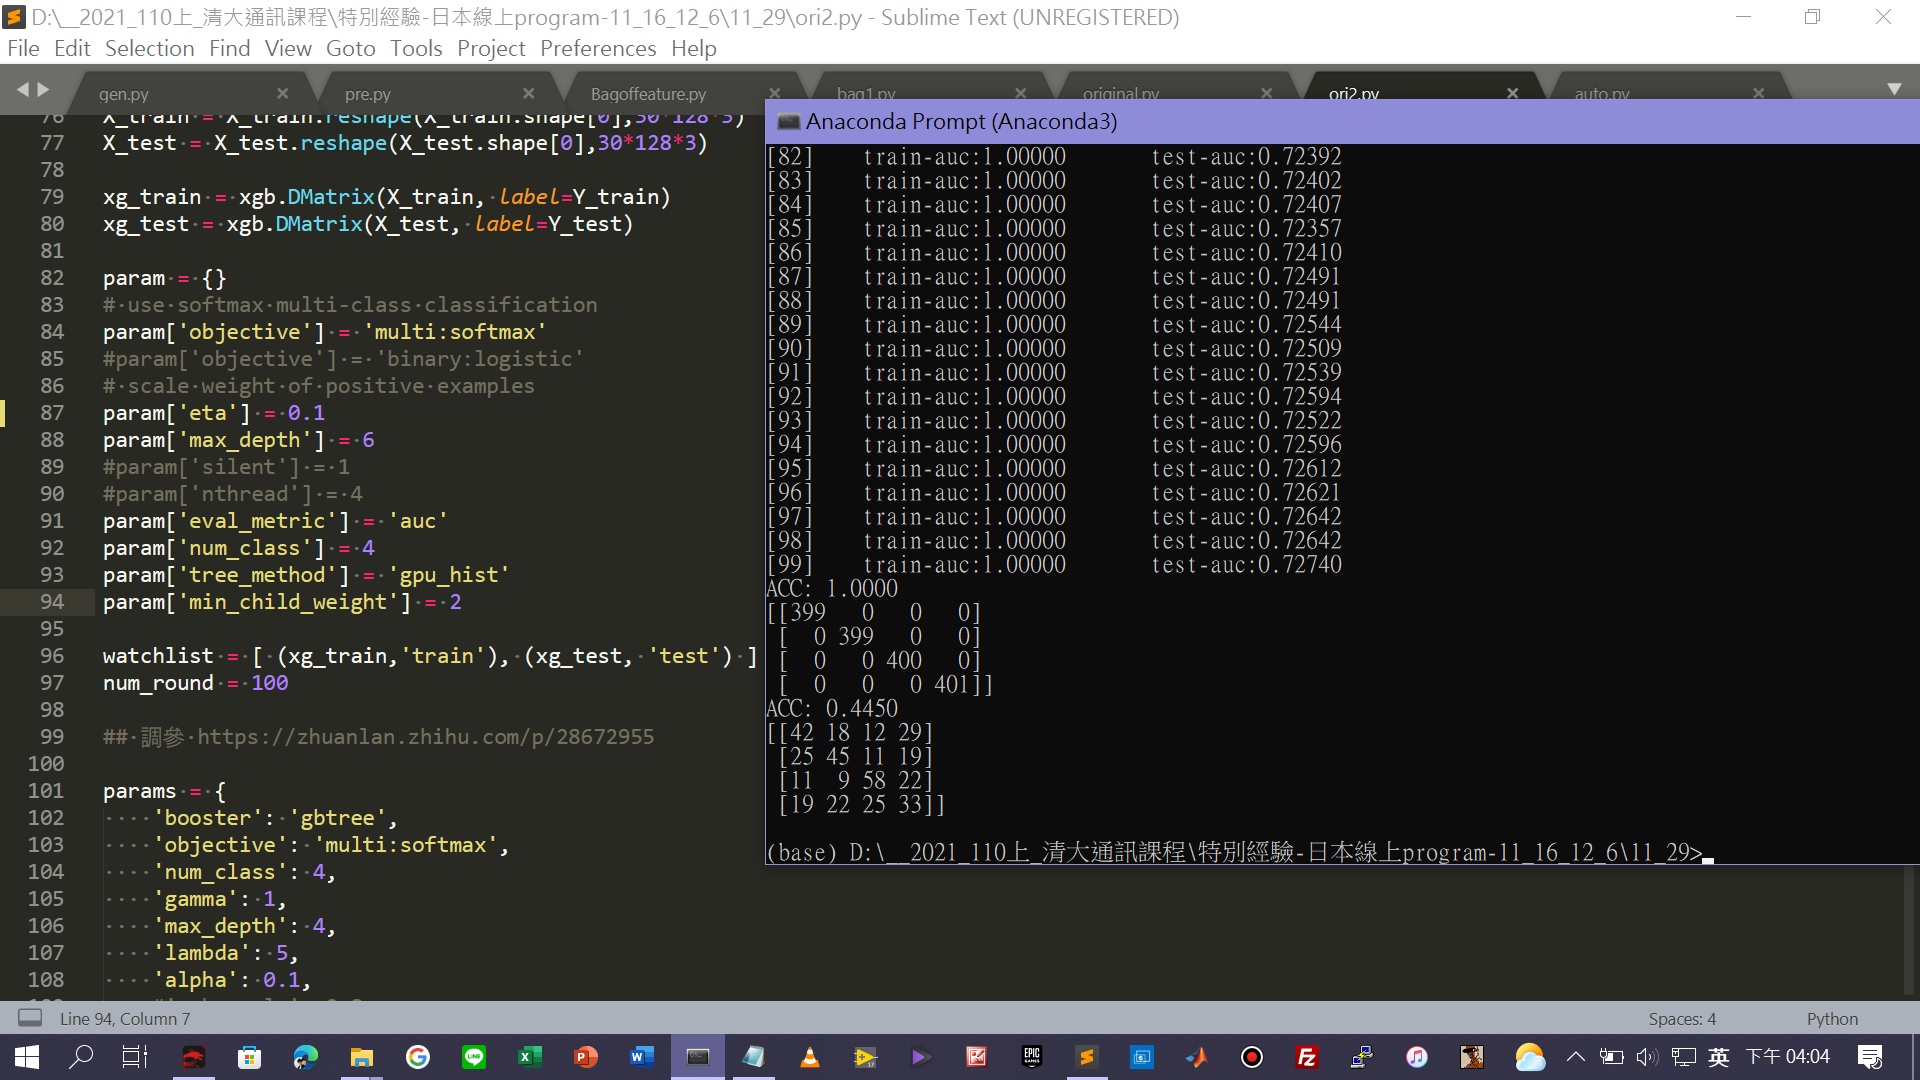 D:\__2021_110上_清大通訊課程\特別經驗-日本線上program-11_16_12_6\11_29\ori2.py - Sublime Text (UNREGISTERED)
File Edit Selection Find View Goto Tools Project Preferences Help
gen.py
pre.py
Bagoffeature.py
bag1.py
original.py
ori2.py
auto.py
76 X_train = X_train.reshape(X_train.shape[0],30*128*3)
77 X_test = X_test.reshape(X_test.shape[0],30*128*3)
78
79 xg_train = xgb.DMatrix(X_train, label=Y_train)
80 xg_test = xgb.DMatrix(X_test, label=Y_test)
81
82 param = {}
83 # use softmax multi-class classification
84 param['objective'] = 'multi:softmax'
85 #param['objective'] = 'binary:logistic'
86 # scale weight of positive examples
87 param['eta'] = 0.1
88 param['max_depth'] = 6
89 #param['silent'] = 1
90 #param['nthread'] = 4
91 param['eval_metric'] = 'auc'
92 param['num_class'] = 4
93 param['tree_method'] = 'gpu_hist'
94 param['min_child_weight'] = 2
95
96 watchlist = [ (xg_train,'train'), (xg_test, 'test') ]
97 num_round = 100
98
99 ## 調參 https://zhuanlan.zhihu.com/p/28672955
100
101 params = {
102     'booster': 'gbtree',
103     'objective': 'multi:softmax',
104     'num_class': 4,
105     'gamma': 1,
106     'max_depth': 4,
107     'lambda': 5,
108     'alpha': 0.1,
Anaconda Prompt (Anaconda3)
[82] train-auc:1.00000 test-auc:0.72392
[83] train-auc:1.00000 test-auc:0.72402
[84] train-auc:1.00000 test-auc:0.72407
[85] train-auc:1.00000 test-auc:0.72357
[86] train-auc:1.00000 test-auc:0.72410
[87] train-auc:1.00000 test-auc:0.72491
[88] train-auc:1.00000 test-auc:0.72491
[89] train-auc:1.00000 test-auc:0.72544
[90] train-auc:1.00000 test-auc:0.72509
[91] train-auc:1.00000 test-auc:0.72539
[92] train-auc:1.00000 test-auc:0.72594
[93] train-auc:1.00000 test-auc:0.72522
[94] train-auc:1.00000 test-auc:0.72596
[95] train-auc:1.00000 test-auc:0.72612
[96] train-auc:1.00000 test-auc:0.72621
[97] train-auc:1.00000 test-auc:0.72642
[98] train-auc:1.00000 test-auc:0.72642
[99] train-auc:1.00000 test-auc:0.72740
ACC: 1.0000
[[399 0 0 0]
[ 0 399 0 0]
[ 0 0 400 0]
[ 0 0 0 401]]
ACC: 0.4450
[[42 18 12 29]
[25 45 11 19]
[11 9 58 22]
[19 22 25 33]]
(base) D:\__2021_110上_清大通訊課程\特別經驗-日本線上program-11_16_12_6\11_29>
Line 94, Column 7
Spaces: 4
Python
英
下午 04:04